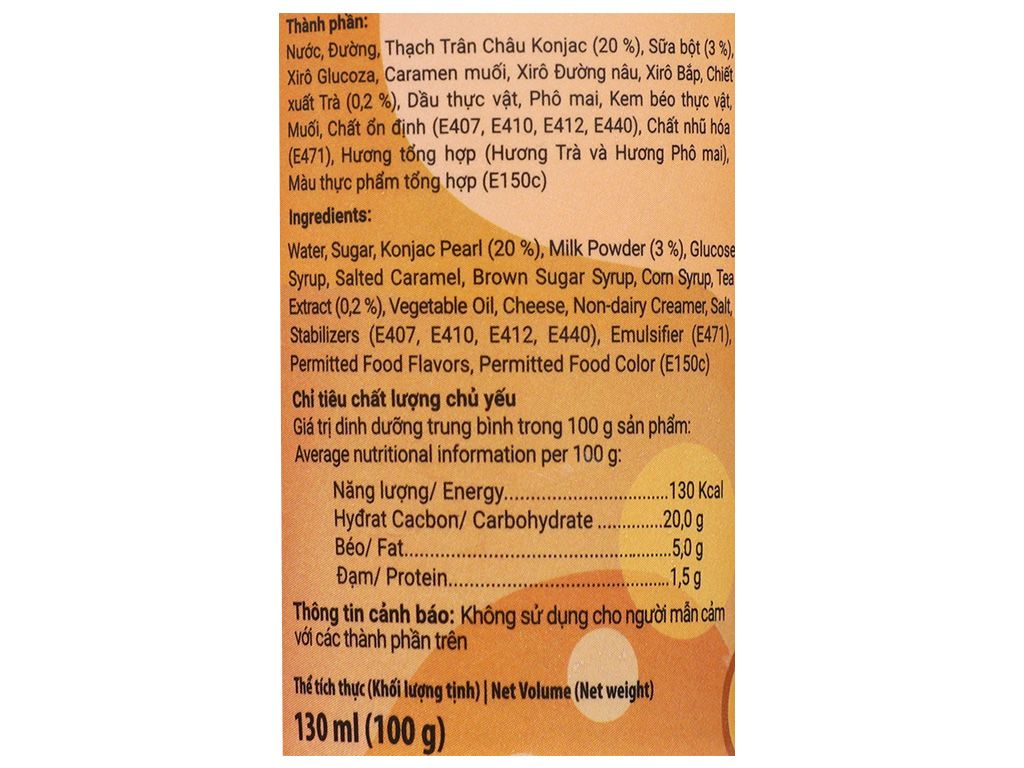 Thành phần:
Nước, Đường, Thạch Trân Châu Konjac (20 %), Sữa bột (3 %),
Xirô Glucoza, Caramen muối, Xirô Đường nâu, Xirô Bắp, Chiết
xuất Trà (0,2 %), Dầu thực vật, Phô mai, Kem béo thực vật,
Muối, Chất ổn định (E407, E410, E412, E440), Chất nhũ hóa
(E471), Hương tổng hợp (Hương Trà và Hương Phô mai),
Màu thực phẩm tổng hợp (E150c)
Ingredients:
Water, Sugar, Konjac Pearl (20 %), Milk Powder (3 %), Glucose
Syrup, Salted Caramel, Brown Sugar Syrup, Corn Syrup, Tea
Extract (0,2 %), Vegetable Oil, Cheese, Non-dairy Creamer, Salt,
Stabilizers (E407, E410, E412, E440), Emulsifier (E471),
Permitted Food Flavors, Permitted Food Color (E150c)
Chỉ tiêu chất lượng chủ yếu
Giá trị dinh dưỡng trung bình trong 100 g sản phẩm:
Average nutritional information per 100 g:
Năng lượng/ Energy................................130 Kcal
Hyđrat Cacbon/ Carbohydrate ..............20,0 g
Béo/ Fat....................................................5,0 g
Đạm/ Protein...........................................1,5 g
Thông tin cảnh báo: Không sử dụng cho người mẫn cảm
với các thành phần trên
Thể tích thực (Khối lượng tịnh) | Net Volume (Net weight)
130 ml (100 g)